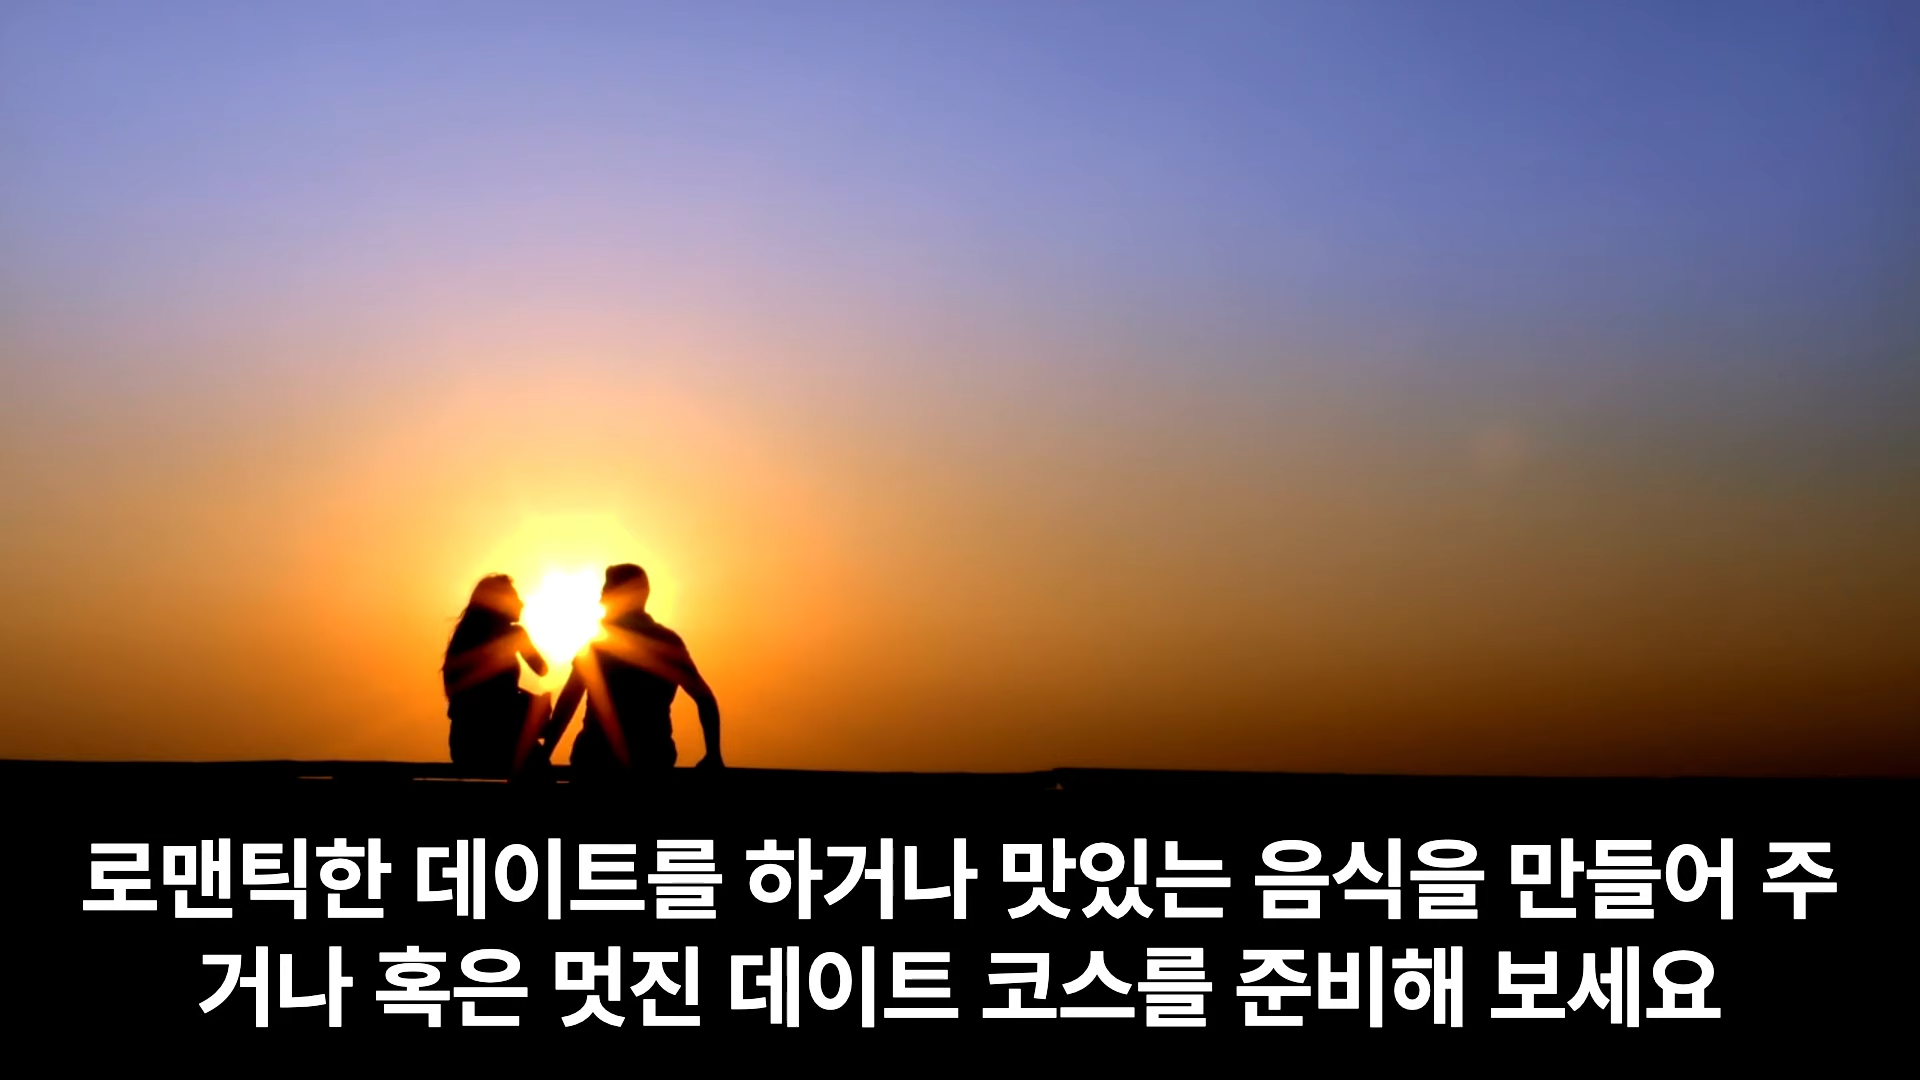 로맨틱한 데이트를 하거나 맛있는 음식을 만들어 주
거나 혹은 멋진 데이트 코스를 준비해 보세요